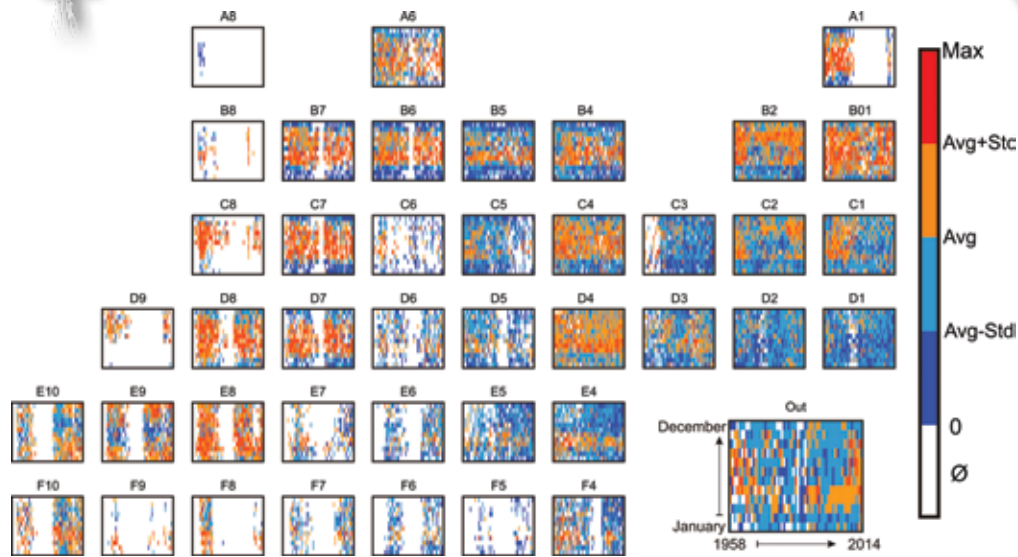 A8 A6 A1
Max
B8 B7 B6 B5 B4 B2 B01
Avg+Stc
C8 C7 C6 C5 C4 C3 C2 C1
Avg
D9 D8 D7 D6 D5 D4 D3 D2 D1
Avg-Stdl
E10 E9 E8 E7 E6 E5 E4
Out
December
0
Ø
F10 F9 F8 F7 F6 F5 F4
January
1958 2014